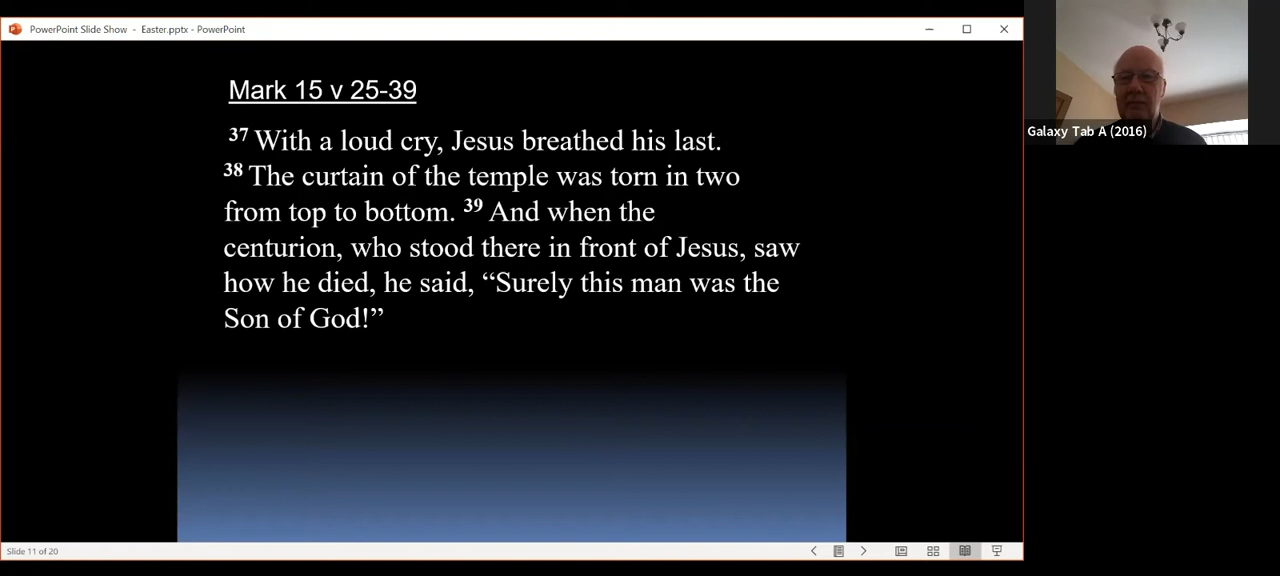 PowerPoint Slide Show - Easter.pptx - PowerPoint
Mark 15 v 25-39
37 With a loud cry, Jesus breathed his last.
38 The curtain of the temple was torn in two
from top to bottom. 39 And when the
centurion, who stood there in front of Jesus, saw
how he died, he said, “Surely this man was the
Son of God!”
Galaxy Tab A (2016)
Slide 11 of 20